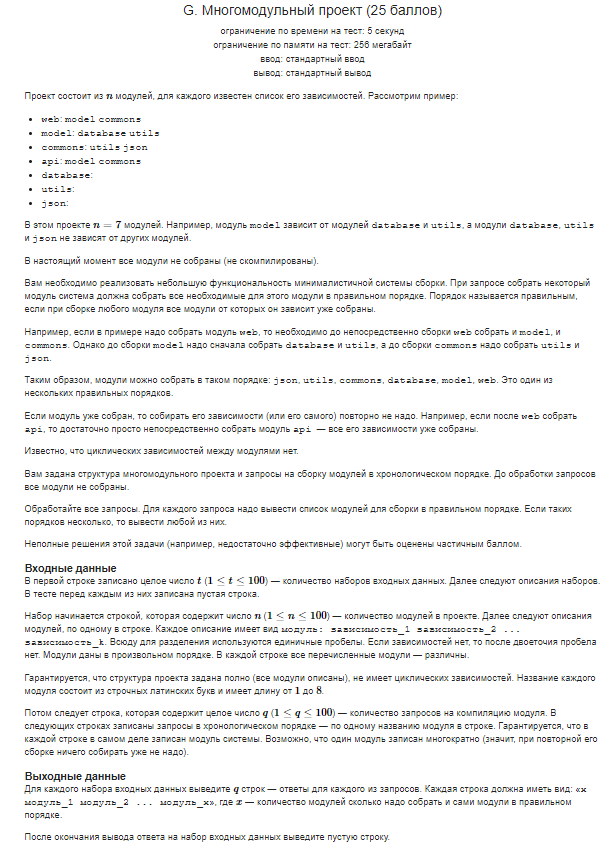 G. Многомодульный проект (25 баллов)
ограничение по времени на тест: 5 секунд
ограничение по памяти на тест: 256 мегабайт
ввод: стандартный ввод
вывод: стандартный вывод
Проект состоит из n модулей, для каждого известен список его зависимостей. Рассмотрим пример:
• web: model commons
• model: database utils
• commons: utils json
• api: model commons
• database:
• utils:
• json:
В этом проекте n = 7 модулей. Например, модуль model зависит от модулей database и utils, а модули database, utils
и json не зависят от других модулей.
В настоящий момент все модули не собраны (не скомпилированы).
Вам необходимо реализовать небольшую функциональность минималистичной системы сборки. При запросе собрать некоторый
модуль система должна собрать все необходимые для этого модули в правильном порядке. Порядок называется правильным,
если при сборке любого модуля все модули от которых он зависит уже собраны.
Например, если в примере надо собрать модуль web, то необходимо до непосредственно сборки web собрать и model, и
commons. Однако до сборки model надо сначала собрать database и utils, а до сборки commons надо собрать utils и
json.
Таким образом, модули можно собрать в таком порядке: json, utils, commons, database, model, web. Это один из
нескольких правильных порядков.
Если модуль уже собран, то собирать его зависимости (или его самого) повторно не надо. Например, если после web собрать
api, то достаточно просто непосредственно собрать модуль api — все его зависимости уже собраны.
Известно, что циклических зависимостей между модулями нет.
Вам задана структура многомодульного проекта и запросы на сборку модулей в хронологическом порядке. До обработки запросов
все модули не собраны.
Обработайте все запросы. Для каждого запроса надо вывести список модулей для сборки в правильном порядке. Если таких
порядков несколько, то вывести любой из них.
Неполные решения этой задачи (например, недостаточно эффективные) могут быть оценены частичным баллом.
Входные данные
В первой строке записано целое число t (1 ≤ t ≤ 100) — количество наборов входных данных. Далее следуют описания наборов.
В тесте перед каждым из них записана пустая строка.
Набор начинается строкой, которая содержит число n (1 ≤ n ≤ 100) — количество модулей в проекте. Далее следуют описания
модулей, по одному в строке. Каждое описание имеет вид модуль: зависимость_1 зависимость_2 ...
зависимость_k. Всюду для разделения используются единичные пробелы. Если зависимостей нет, то после двоеточия пробела
нет. Модули даны в произвольном порядке. В каждой строке все перечисленные модули — различны.
Гарантируется, что структура проекта задана полно (все модули описаны), не имеет циклических зависимостей. Название каждого
модуля состоит из строчных латинских букв и имеет длину от 1 до 8.
Потом следует строка, которая содержит целое число q (1 ≤ q ≤ 100) — количество запросов на компиляцию модуля. В
следующих строках записаны запросы в хронологическом порядке — по одному названию модуля в строке. Гарантируется, что в
каждой строке в самом деле записан модуль системы. Возможно, что один модуль записан многократно (значит, при повторной его
сборке ничего собирать уже не надо).
Выходные данные
Для каждого набора входных данных выведите q строк — ответы для каждого из запросов. Каждая строка должна иметь вид: «x
модуль_1 модуль_2 ... модуль_x», где x — количество модулей сколько надо собрать и сами модули в правильном
порядке.
После окончания вывода ответа на набор входных данных выведите пустую строку.